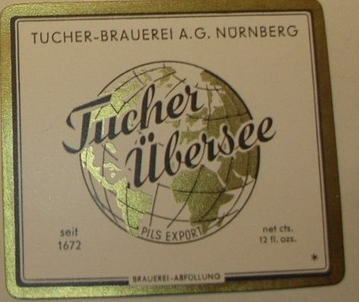 TUCHER-BRAUEREI A.G. NÜRNBERG
Tucher
Übersee
PILS EXPORT
seit
1672
net cts.
12 fl. ozs.
*
BRAUEREI-ABFÜLLUNG